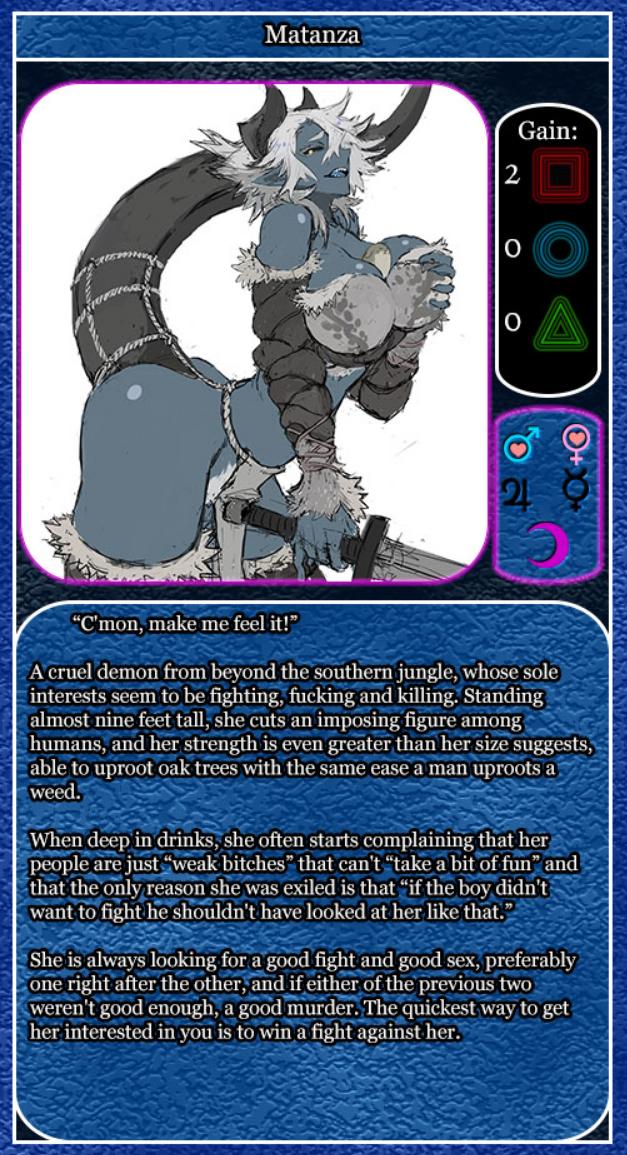 Matanza
Gain:
2
0
0
“C'mon, make me feel it!”
A cruel demon from beyond the southern jungle, whose sole
interests seem to be fighting, fucking and killing. Standing
almost nine feet tall, she cuts an imposing figure among
humans, and her strength is even greater than her size suggests,
able to uproot oak trees with the same ease a man uproots a
weed.
When deep in drinks, she often starts complaining that her
people are just “weak bitches” that can't “take a bit of fun” and
that the only reason she was exiled is that “if the boy didn't
want to fight he shouldn't have looked at her like that.”
She is always looking for a good fight and good sex, preferably
one right after the other, and if either of the previous two
weren't good enough, a good murder. The quickest way to get
her interested in you is to win a fight against her.